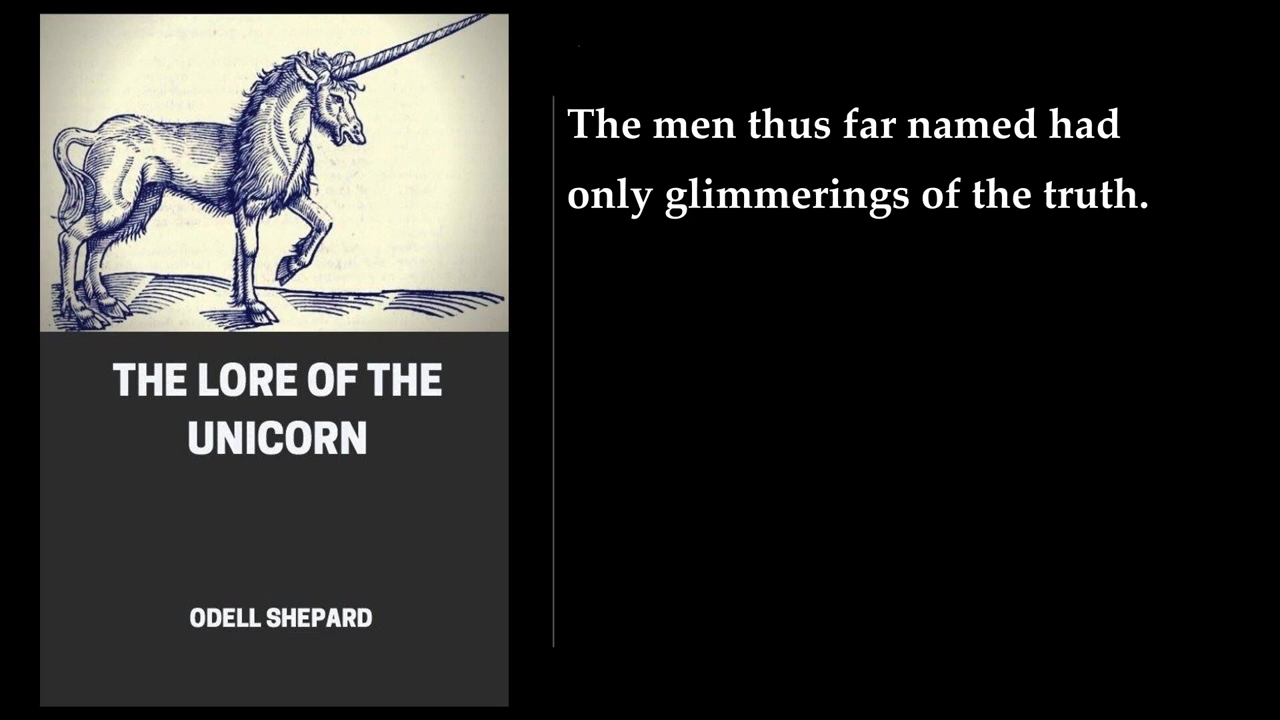 THE LORE OF THE
UNICORN
ODELL SHEPARD
The men thus far named had
only glimmerings of the truth.